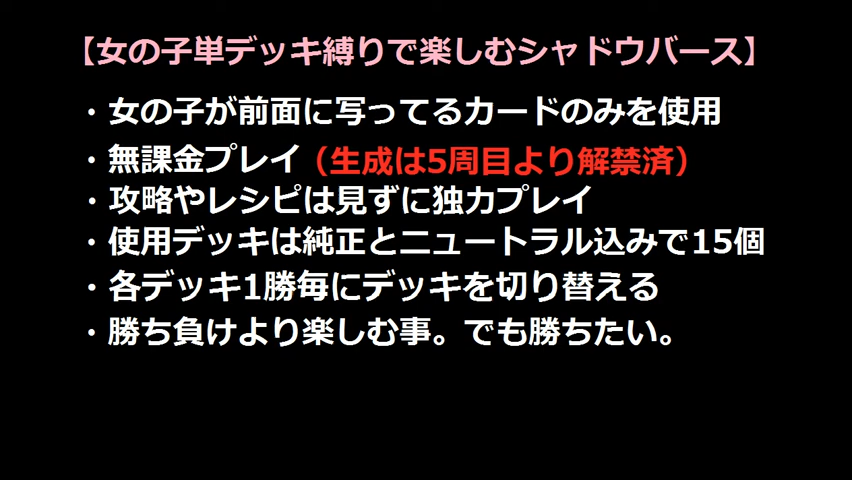 【女の子単デッキ縛りで楽しむシャドウバース】
・女の子が前面に写ってるカードのみを使用
・無課金プレイ（生成は5周目より解禁済）
・攻略やレシピは見ずに独力プレイ
・使用デッキは純正とニュートラル込みで15個
・各デッキ1勝毎にデッキを切り替える
・勝ち負けより楽しむ事。でも勝ちたい。